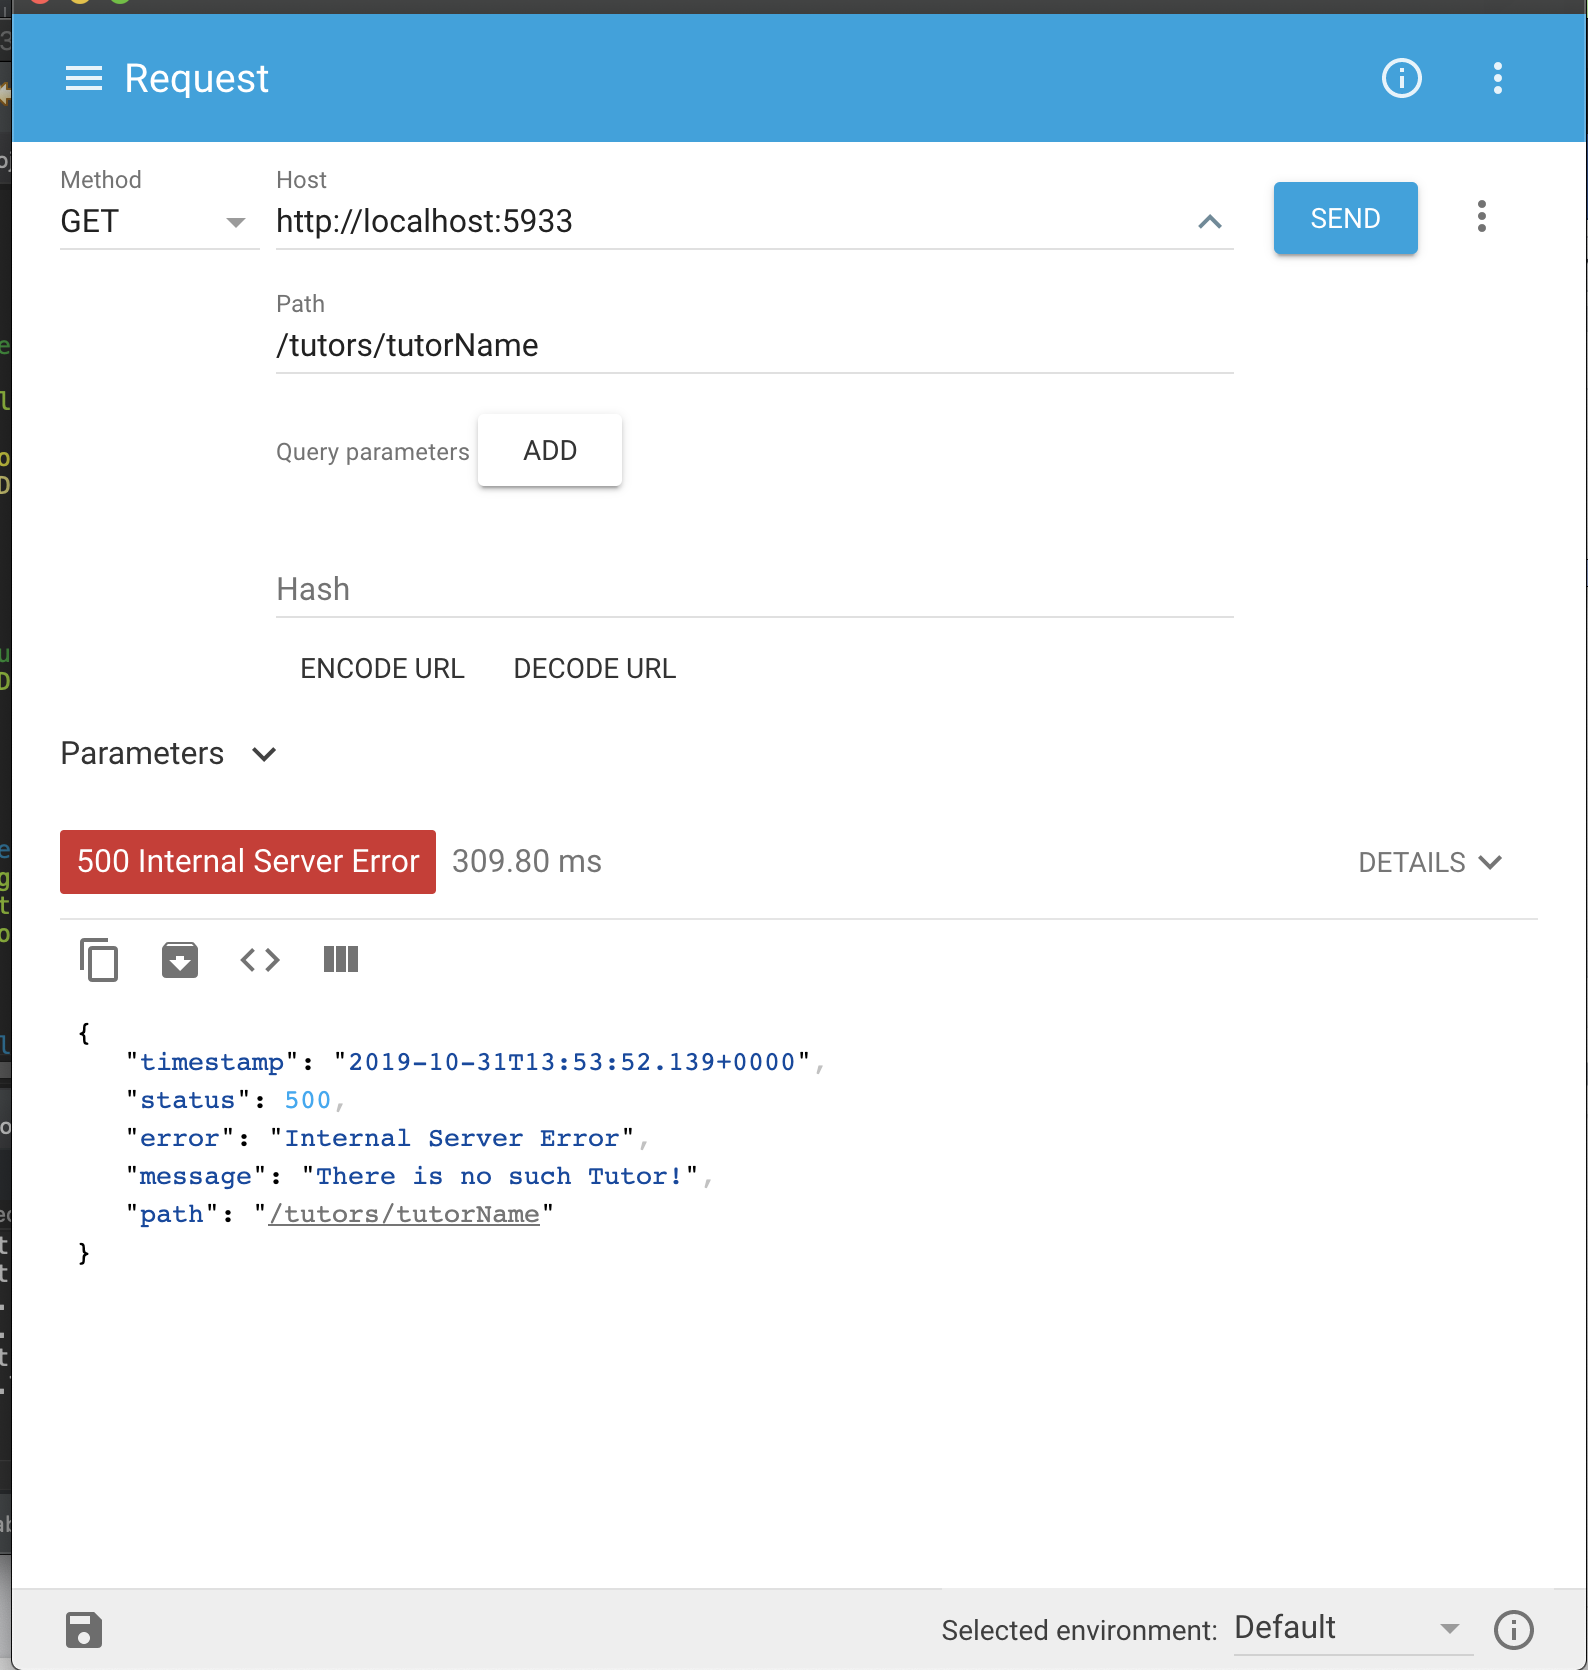 Request
Method
GET
Host
http://localhost:5933
SEND
Path
/tutors/tutorName
Query parameters
ADD
Hash
ENCODE URL
DECODE URL
Parameters
500 Internal Server Error
309.80 ms
DETAILS
{
"timestamp": "2019-10-31T13:53:52.139+0000",
"status": 500,
"error": "Internal Server Error",
"message": "There is no such Tutor!",
"path": "/tutors/tutorName"
}
Selected environment:
Default